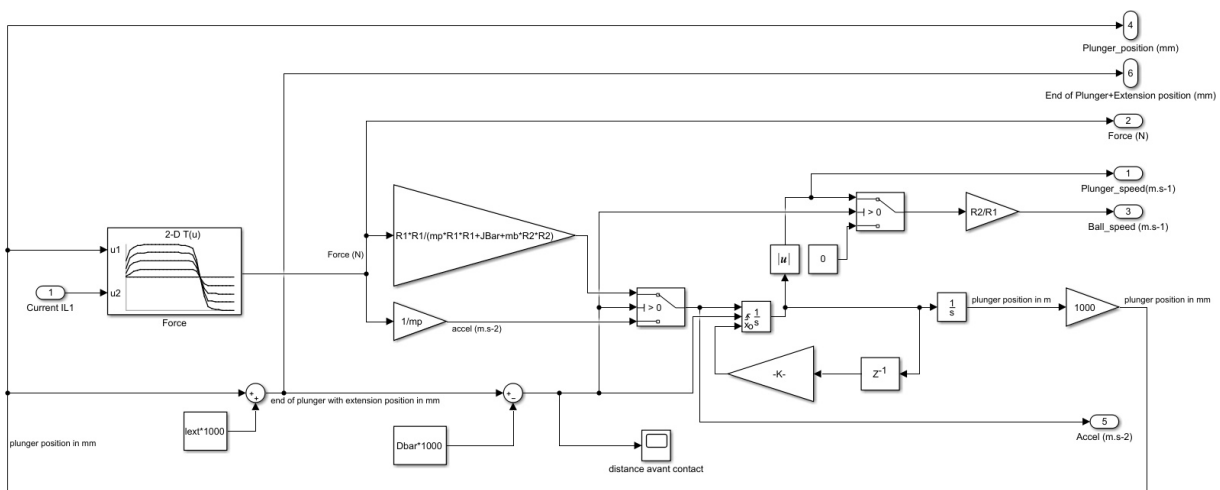 4
Plunger_position (mm)
6
End of Plunger+Extension position (mm)
2
Force (N)
1
Plunger_speed(m.s-1)
> 0
R2/R1
3
Ball_speed (m.s-1)
R1*R1/(mp*R1*R1+JBar+mb*R2*R2)
2-D T(u)
u1
u2
Force
1
Current IL1
Force (N)
|u|
0
1/mp
accel (m.s-2)
> 0
xo
1
s
1
s
plunger position in m
1000
plunger position in mm
-K-
Z-1
+
+
end of plunger with extension position in mm
+
−
lext*1000
Dbar*1000
plunger position in mm
distance avant contact
5
Accel (m.s-2)